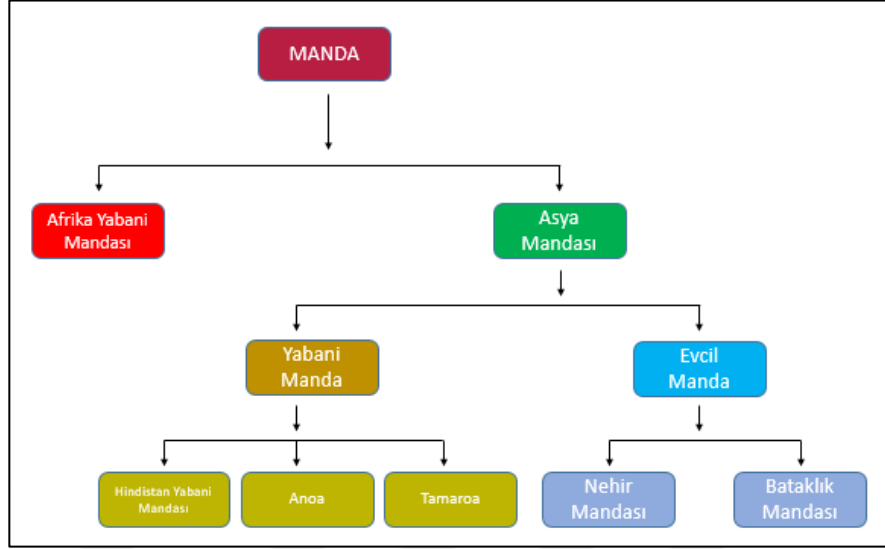 MANDA
Afrika Yabani
Mandası
Asya
Mandası
Yabani
Manda
Evcil
Manda
Hindistan Yabani
Mandası
Anoa
Tamaroa
Nehir
Mandası
Bataklık
Mandası